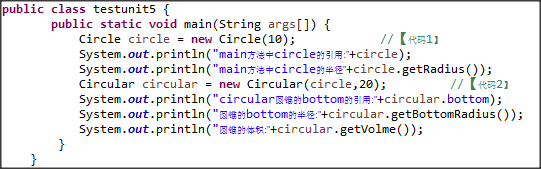 public class testunit5 {
public static void main(String args[]) {
Circle circle = new Circle(10); //【代码1】
System.out.println("main方法中circle的引用:"+circle);
System.out.println("main方法中circle的半径"+circle.getRadius());
Circular circular = new Circular(circle,20); //【代码2】
System.out.println("circular圆锥的bottom的引用:"+circular.bottom);
System.out.println("圆锥的bottom的半径:"+circular.getBottomRadius());
System.out.println("圆锥的体积:"+circular.getVolme());
}
}